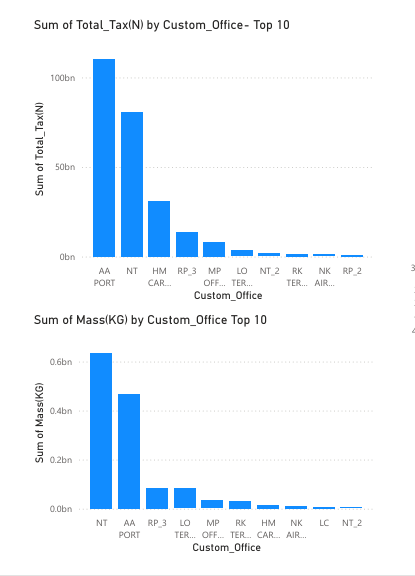 Sum of Total_Tax(N) by Custom_Office- Top 10
Sum of Total_Tax(N)
100bn
50bn
0bn
AA PORT
NT
HM CAR...
RP_3
MP OFF...
LO TER...
NT_2
RK TER...
NK AIR...
RP_2
Custom_Office
Sum of Mass(KG) by Custom_Office Top 10
Sum of Mass(KG)
0.6bn
0.4bn
0.2bn
0.0bn
NT
AA PORT
RP_3
LO TER...
MP OFF...
RK TER...
HM CAR...
NK AIR...
LC
NT_2
Custom_Office
3